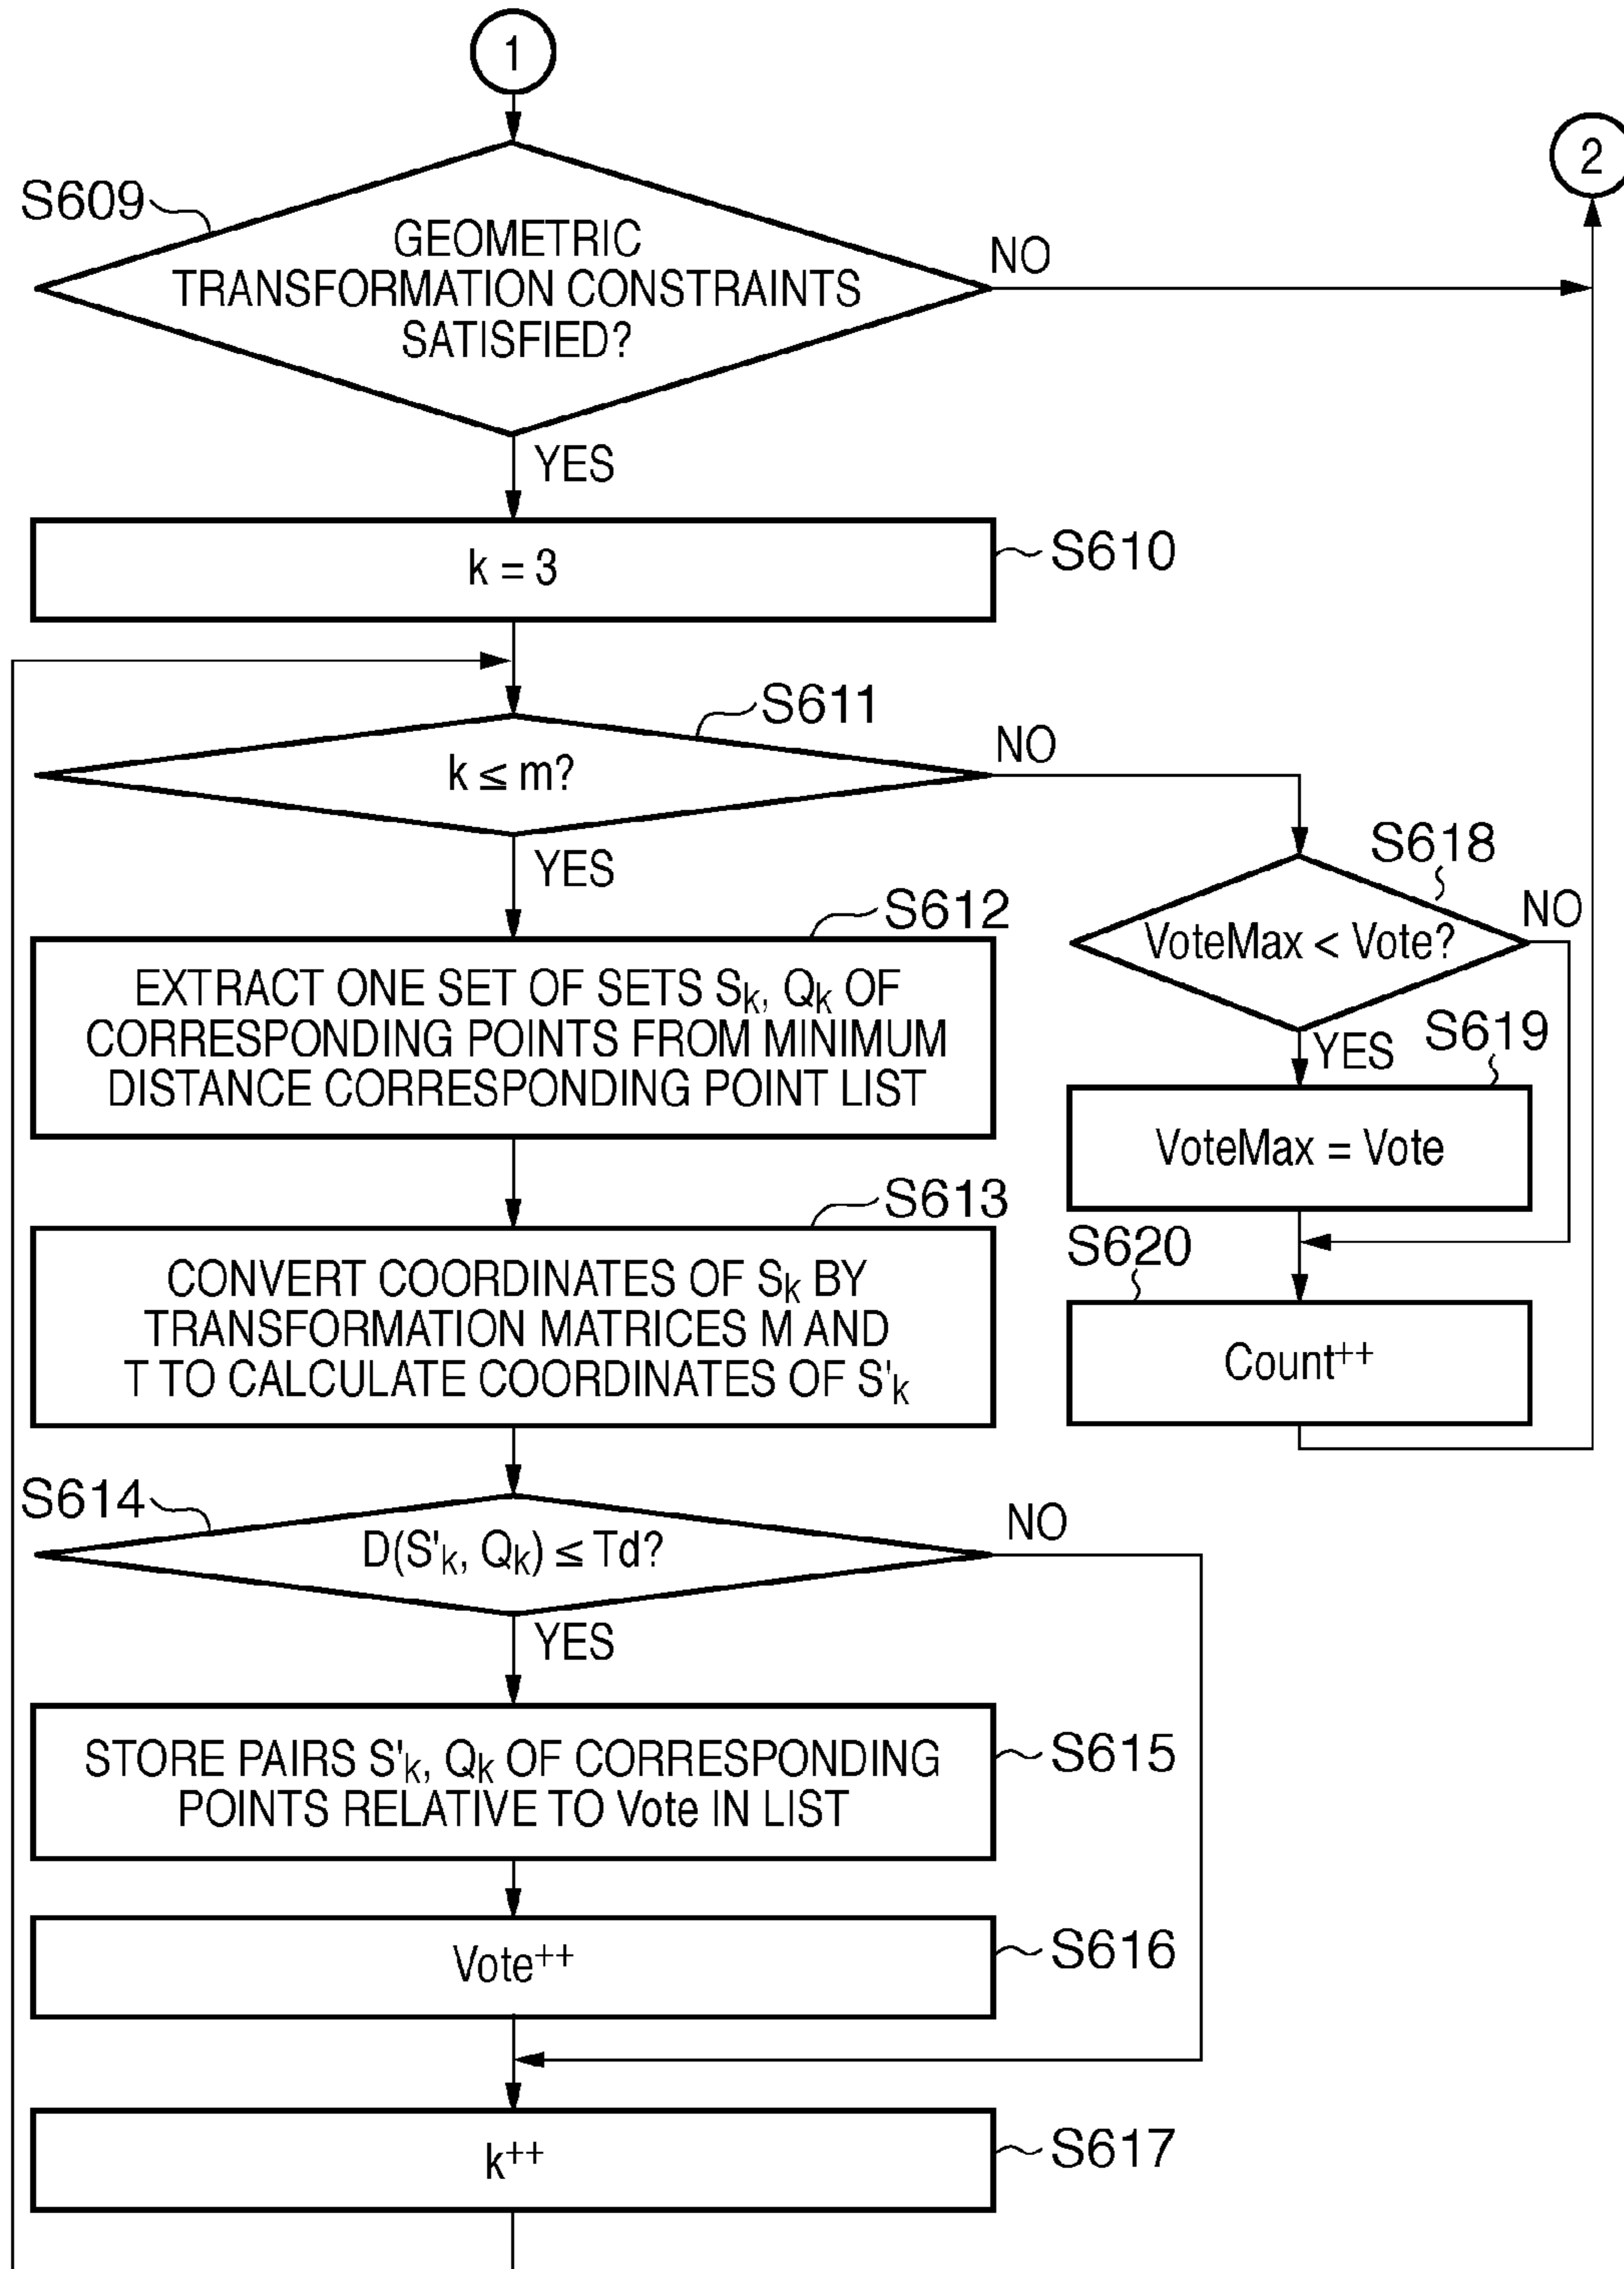 1
2
S609
GEOMETRIC
TRANSFORMATION CONSTRAINTS
SATISFIED?
NO
YES
k = 3
S610
S611
k ≤ m?
NO
YES
S612
EXTRACT ONE SET OF SETS Sk, Qk OF
CORRESPONDING POINTS FROM MINIMUM
DISTANCE CORRESPONDING POINT LIST
S613
CONVERT COORDINATES OF Sk BY
TRANSFORMATION MATRICES M AND
T TO CALCULATE COORDINATES OF S'k
S614
D(S'k, Qk) ≤ Td?
NO
YES
STORE PAIRS S'k, Qk OF CORRESPONDING
POINTS RELATIVE TO Vote IN LIST
S615
Vote++
S616
k++
S617
S618
VoteMax < Vote?
NO
YES
S619
VoteMax = Vote
S620
Count++